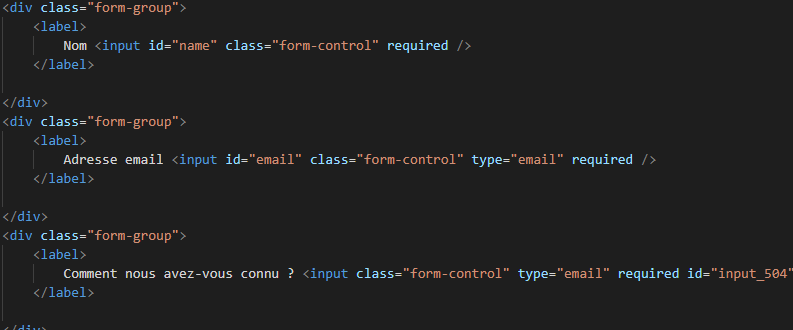 <div class="form-group">
<label>
Nom <input id="name" class="form-control" required />
</label>
</div>
<div class="form-group">
<label>
Adresse email <input id="email" class="form-control" type="email" required />
</label>
</div>
<div class="form-group">
<label>
Comment nous avez-vous connu ? <input class="form-control" type="email" required id="input_504"
</label>
</div>